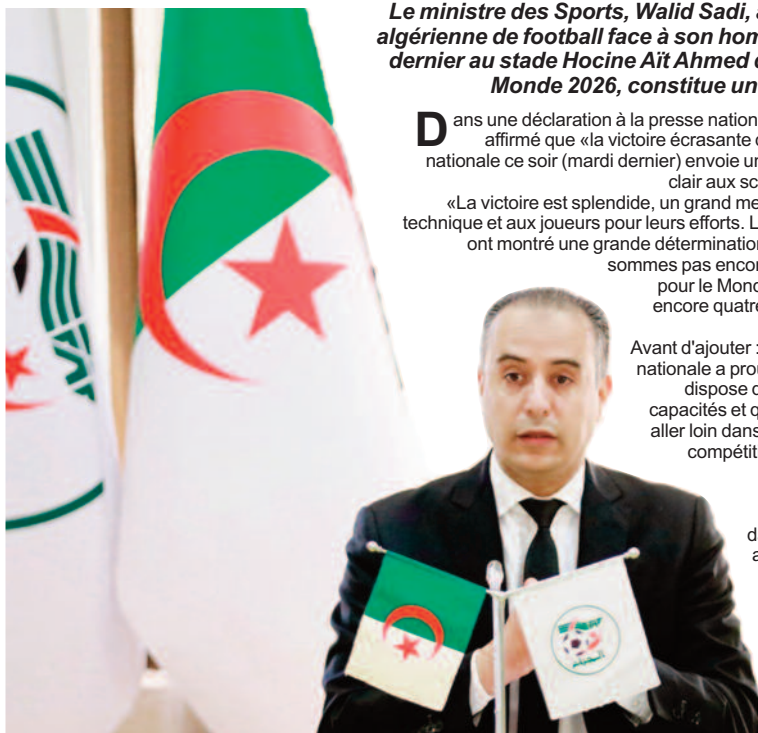 Le ministre des Sports, Walid Sadi, a
algérienne de football face à son hom
dernier au stade Hocine Aït Ahmed d
Monde 2026, constitue un
Dans une déclaration à la presse nation
affirmé que «la victoire écrasante d
nationale ce soir (mardi dernier) envoie un
clair aux sc
«La victoire est splendide, un grand me
technique et aux joueurs pour leurs efforts. L
ont montré une grande détermination
sommes pas encor
pour le Mond
encore quatre
Avant d'ajouter :
nationale a prou
dispose d
capacités et q
aller loin dans
compétit
da
a